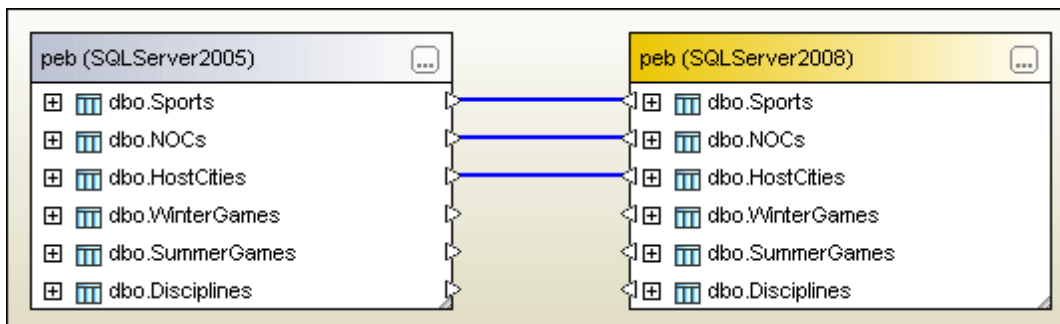 peb (SQLServer2005)
dbo.Sports
dbo.NOCs
dbo.HostCities
dbo.WinterGames
dbo.SummerGames
dbo.Disciplines
peb (SQLServer2008)
dbo.Sports
dbo.NOCs
dbo.HostCities
dbo.WinterGames
dbo.SummerGames
dbo.Disciplines